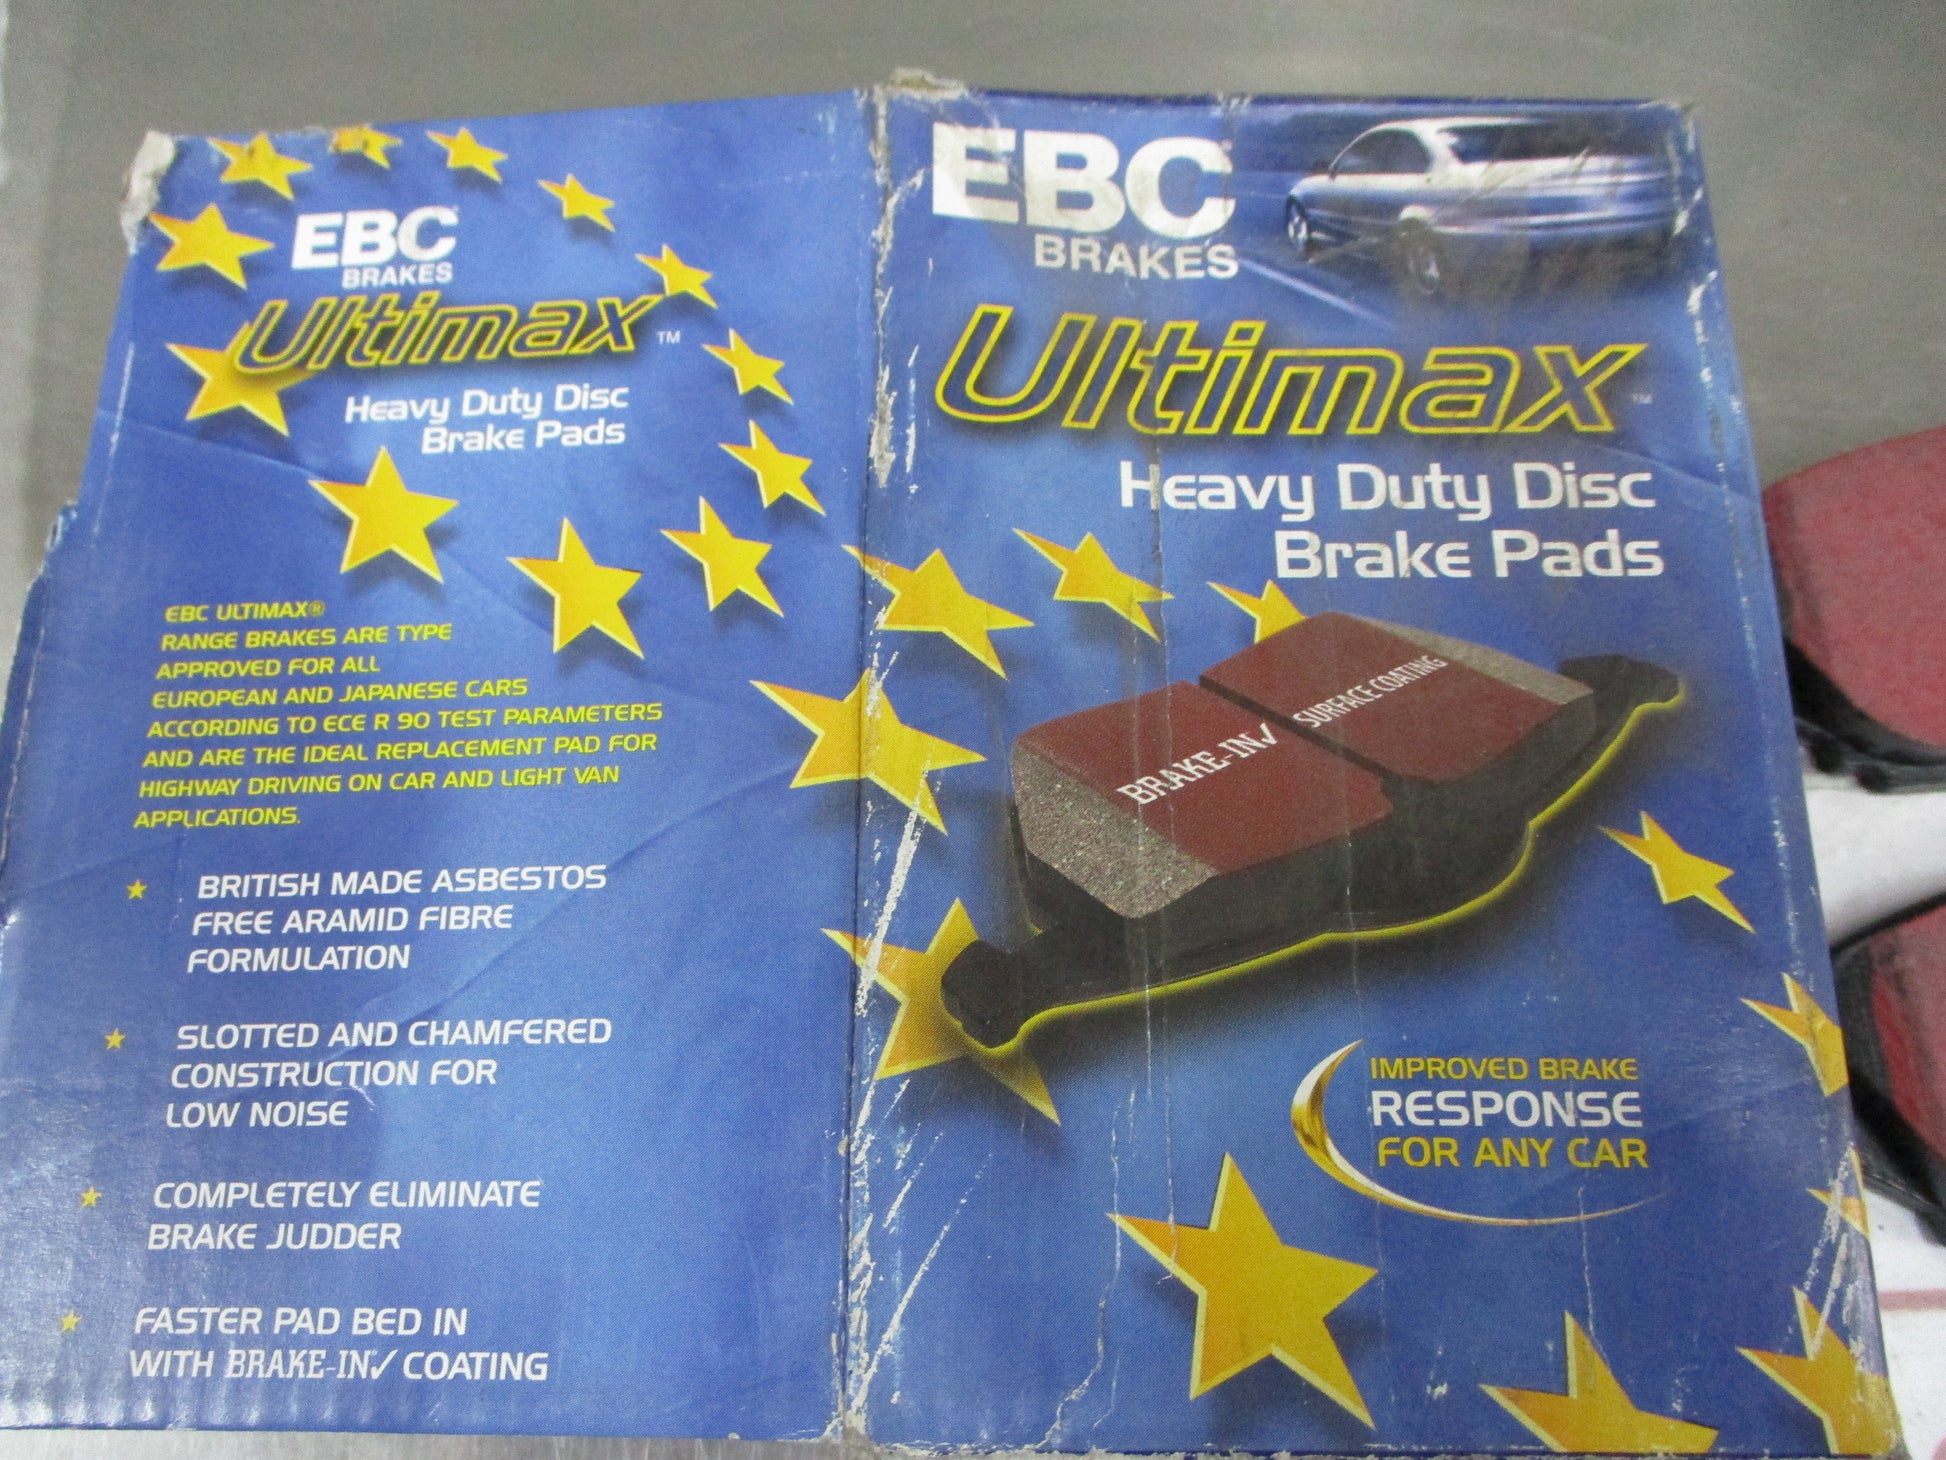 EBC
BRAKES
Ultimax™
Heavy Duty Disc
Brake Pads
EBC ULTIMAX®
RANGE BRAKES ARE TYPE
APPROVED FOR ALL
EUROPEAN AND JAPANESE CARS
ACCORDING TO ECE R 90 TEST PARAMETERS
AND ARE THE IDEAL REPLACEMENT PAD FOR
HIGHWAY DRIVING ON CAR AND LIGHT VAN
APPLICATIONS.
BRITISH MADE ASBESTOS
FREE ARAMID FIBRE
FORMULATION
SLOTTED AND CHAMFERED
CONSTRUCTION FOR
LOW NOISE
COMPLETELY ELIMINATE
BRAKE JUDDER
FASTER PAD BED IN
WITH BRAKE-IN✓ COATING
EBC
BRAKES
Ultimax™
Heavy Duty Disc
Brake Pads
BRAKE-IN✓ SURFACE COATING
IMPROVED BRAKE
RESPONSE
FOR ANY CAR